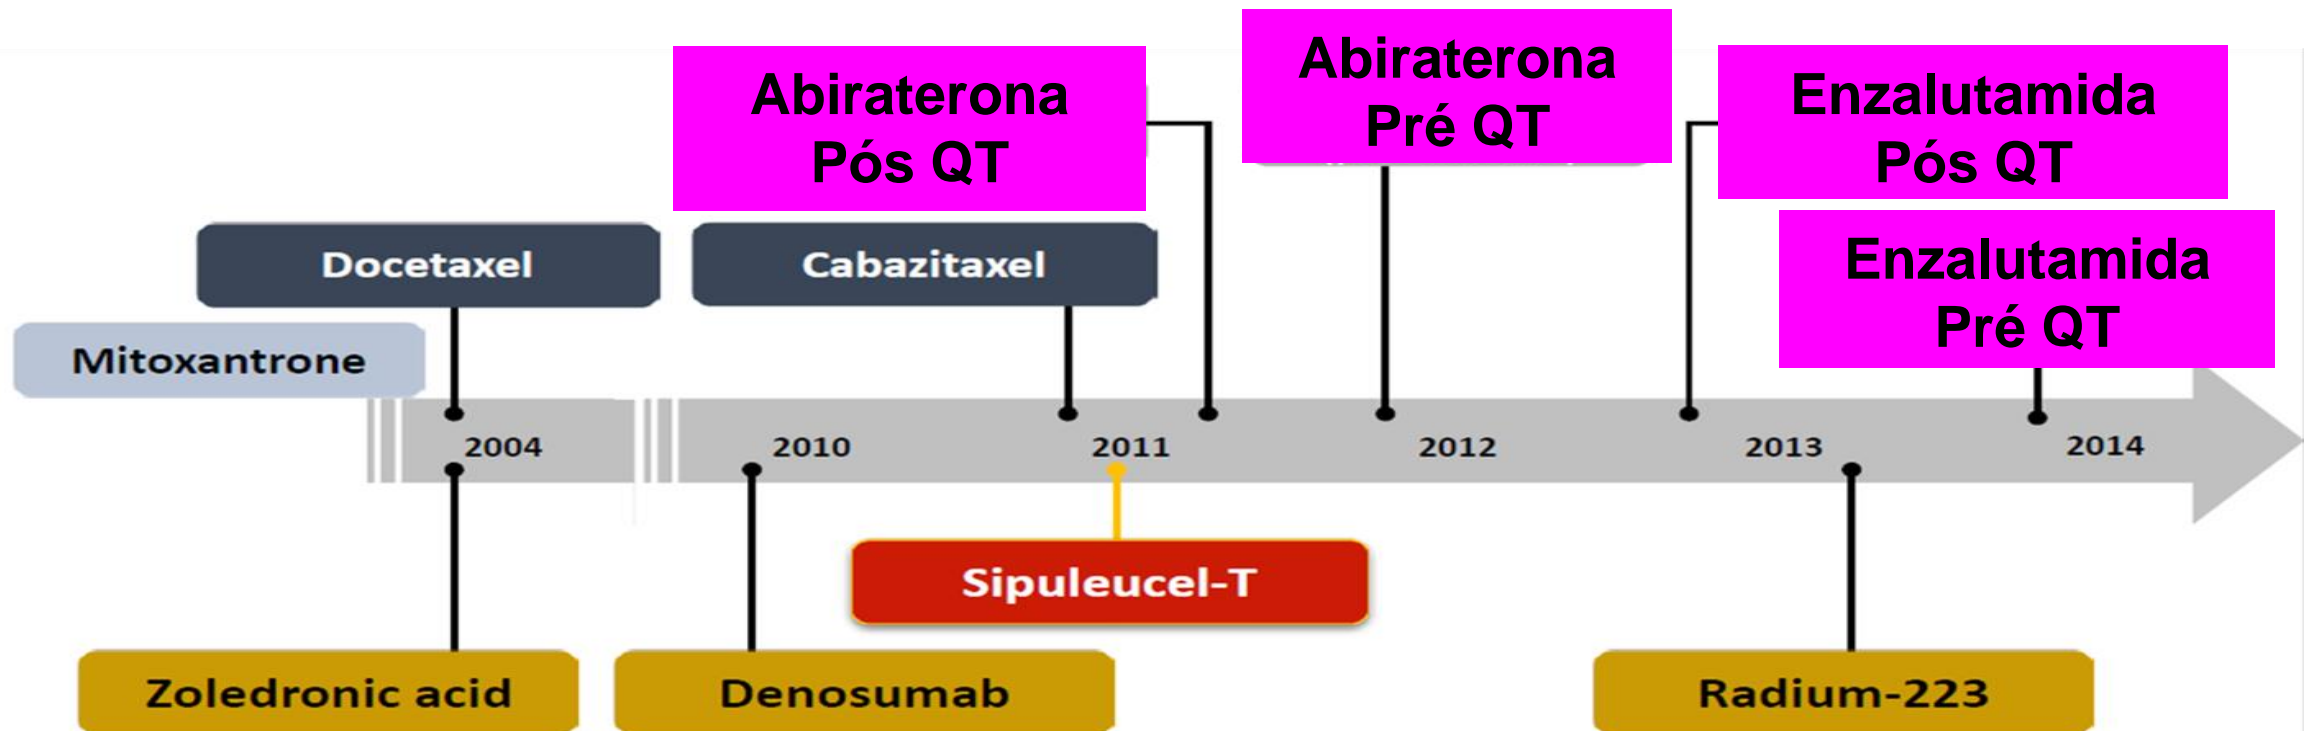 Abiraterona
Pós QT
Abiraterona
Pré QT
Enzalutamida
Pós QT
Enzalutamida
Pré QT
Docetaxel
Cabazitaxel
Mitoxantrone
2004
2010
2011
2012
2013
2014
Sipuleucel-T
Zoledronic acid
Denosumab
Radium-223